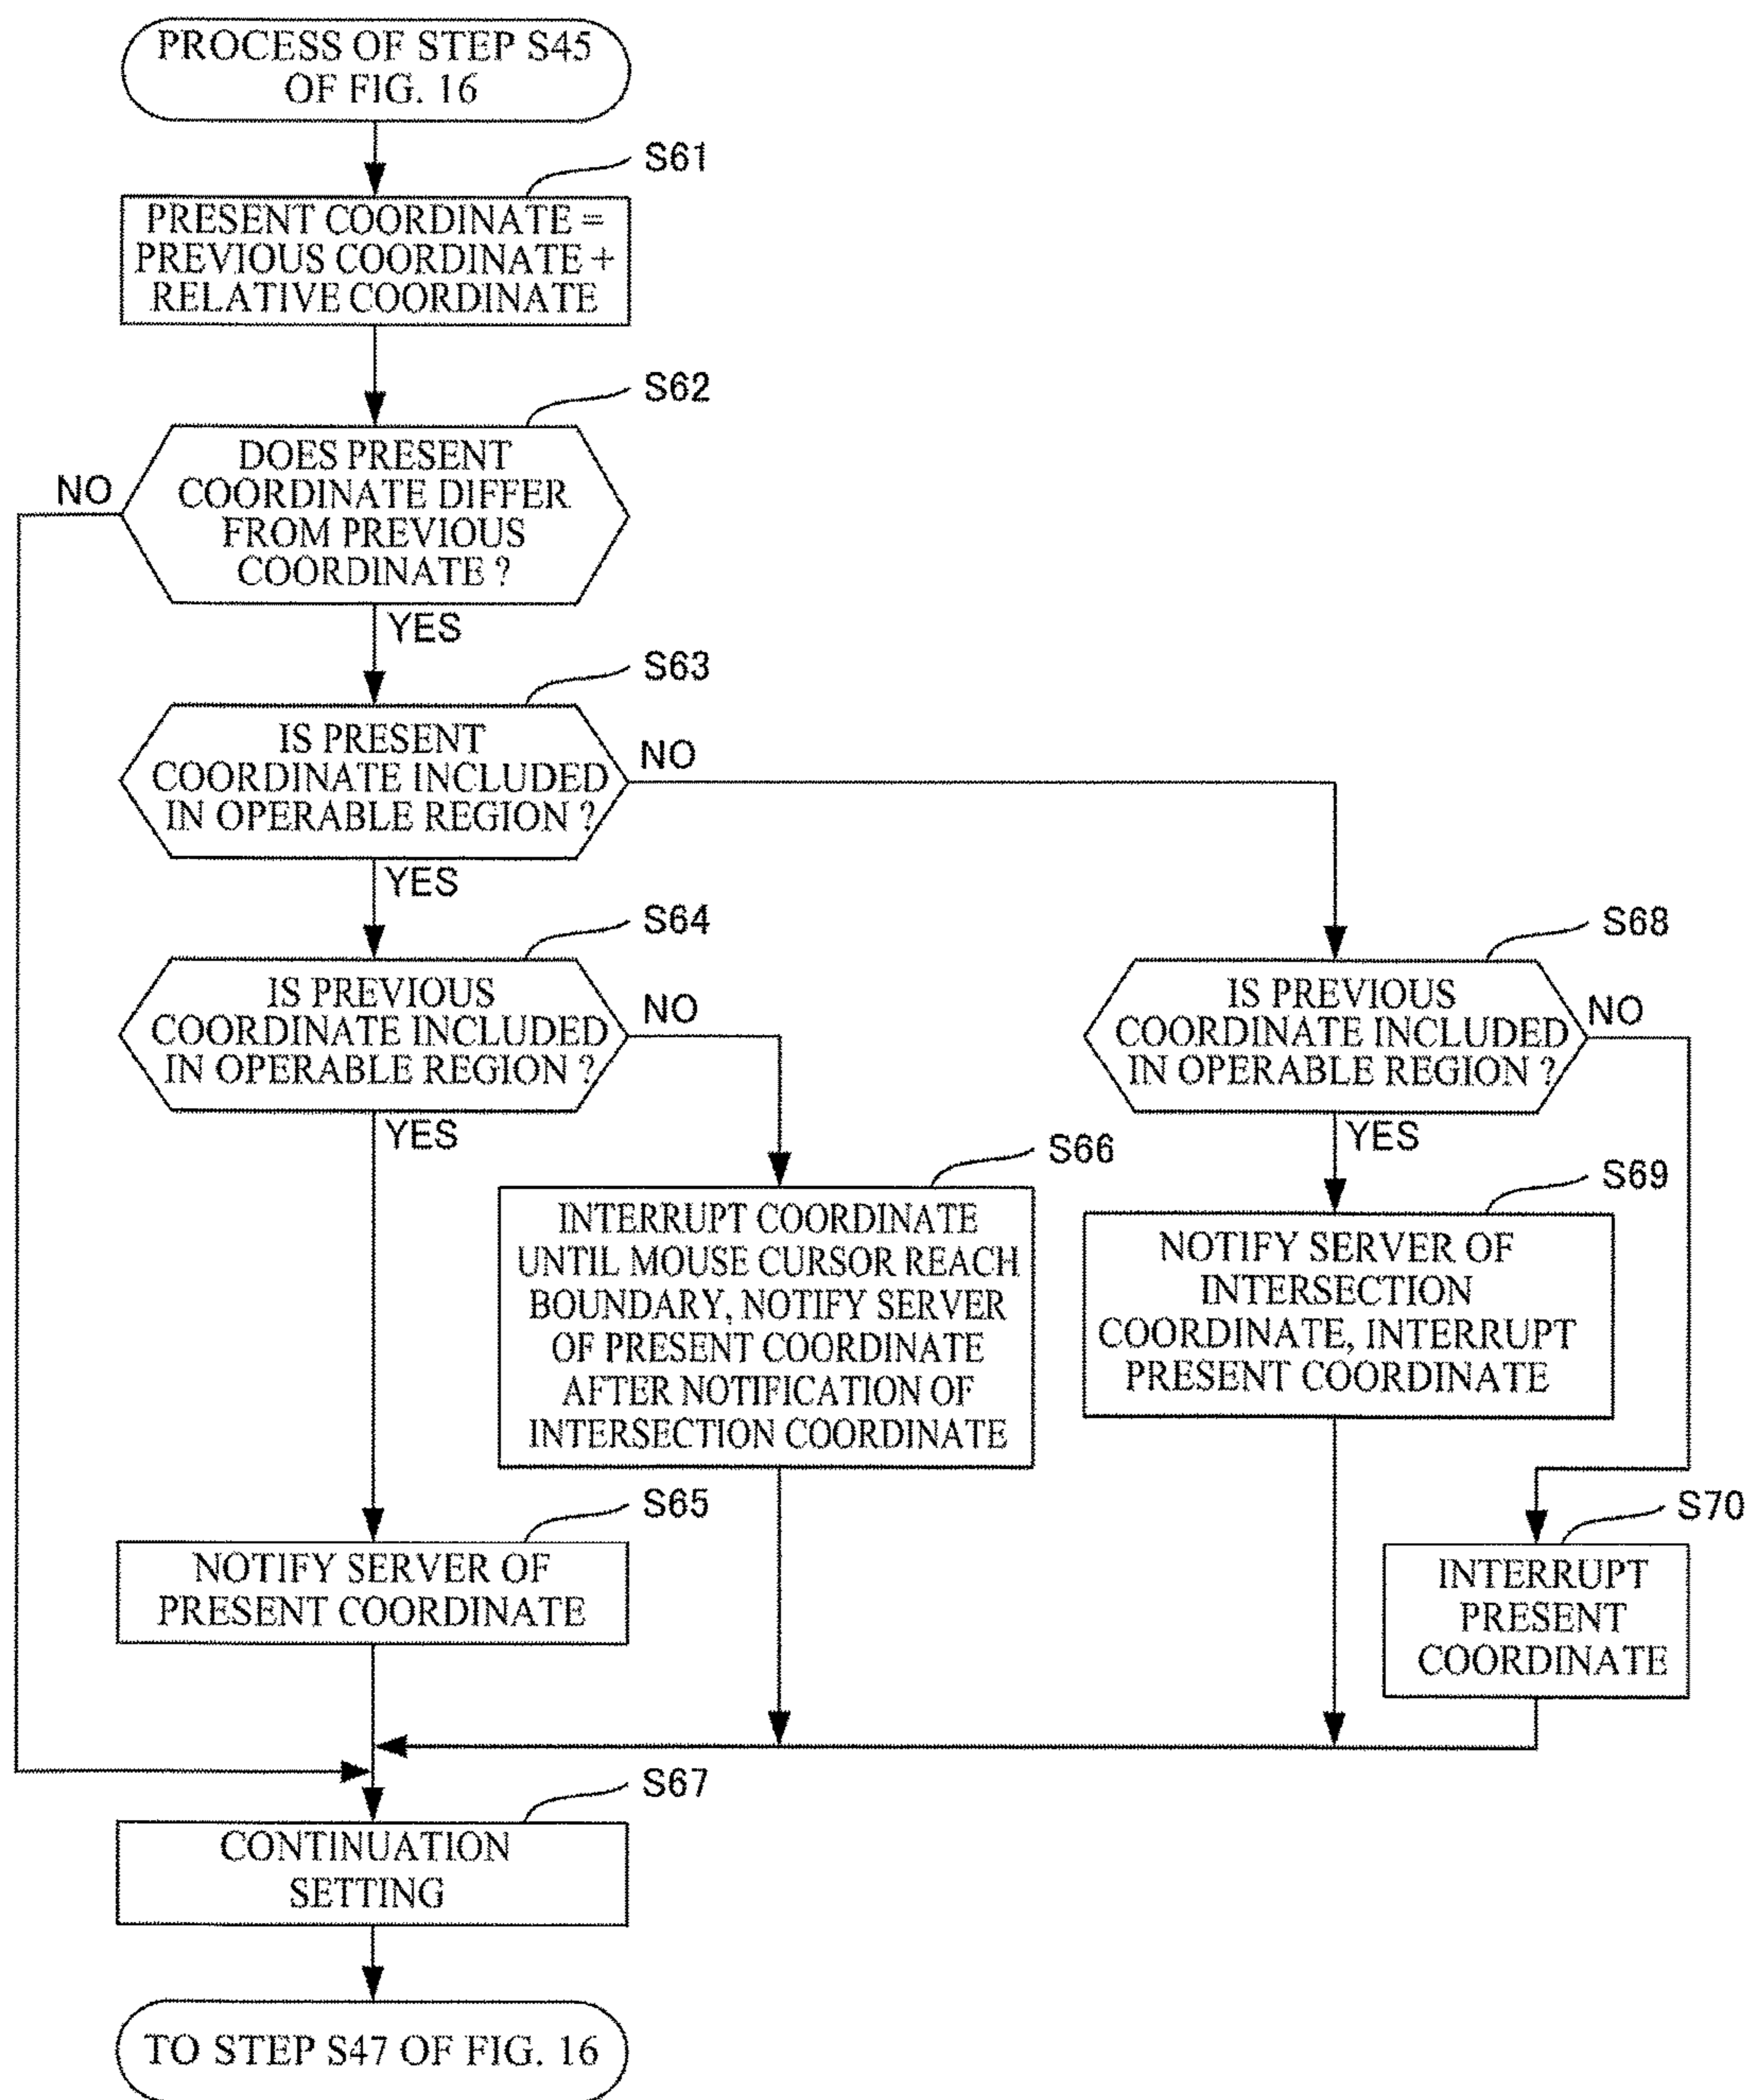 PROCESS OF STEP S45
OF FIG. 16
S61
PRESENT COORDINATE =
PREVIOUS COORDINATE +
RELATIVE COORDINATE
S62
DOES PRESENT
COORDINATE DIFFER
FROM PREVIOUS
COORDINATE ?
NO
YES
S63
IS PRESENT
COORDINATE INCLUDED
IN OPERABLE REGION ?
NO
YES
S64
IS PREVIOUS
COORDINATE INCLUDED
IN OPERABLE REGION ?
NO
YES
S68
IS PREVIOUS
COORDINATE INCLUDED
IN OPERABLE REGION ?
NO
YES
S66
INTERRUPT COORDINATE
UNTIL MOUSE CURSOR REACH
BOUNDARY, NOTIFY SERVER
OF PRESENT COORDINATE
AFTER NOTIFICATION OF
INTERSECTION COORDINATE
S69
NOTIFY SERVER OF
INTERSECTION
COORDINATE, INTERRUPT
PRESENT COORDINATE
S65
NOTIFY SERVER OF
PRESENT COORDINATE
S70
INTERRUPT
PRESENT
COORDINATE
S67
CONTINUATION
SETTING
TO STEP S47 OF FIG. 16